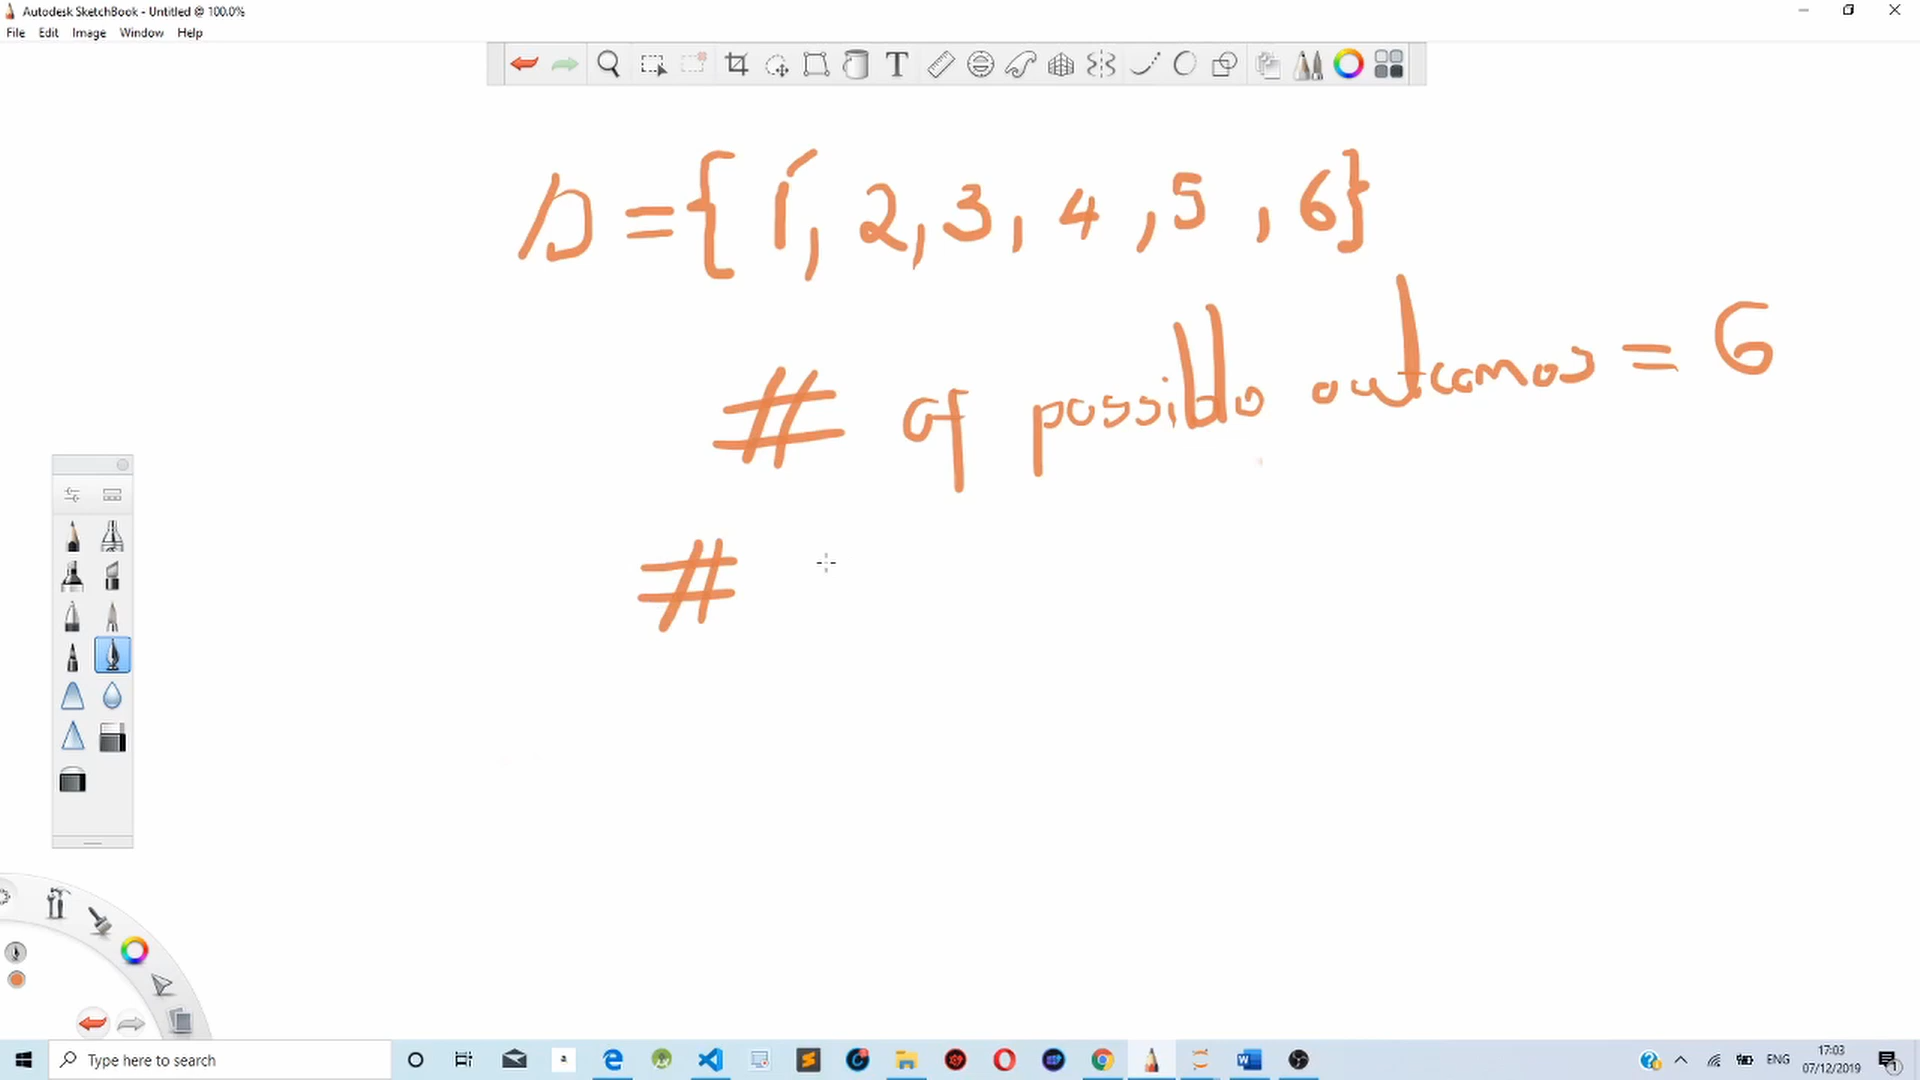 Autodesk SketchBook - Untitled @ 100.0%
File Edit Image Window Help
T
D = { 1, 2, 3, 4, 5, 6}
# of possible outcomes = 6
#
Type here to search
a
ENG
17:03
07/12/2019